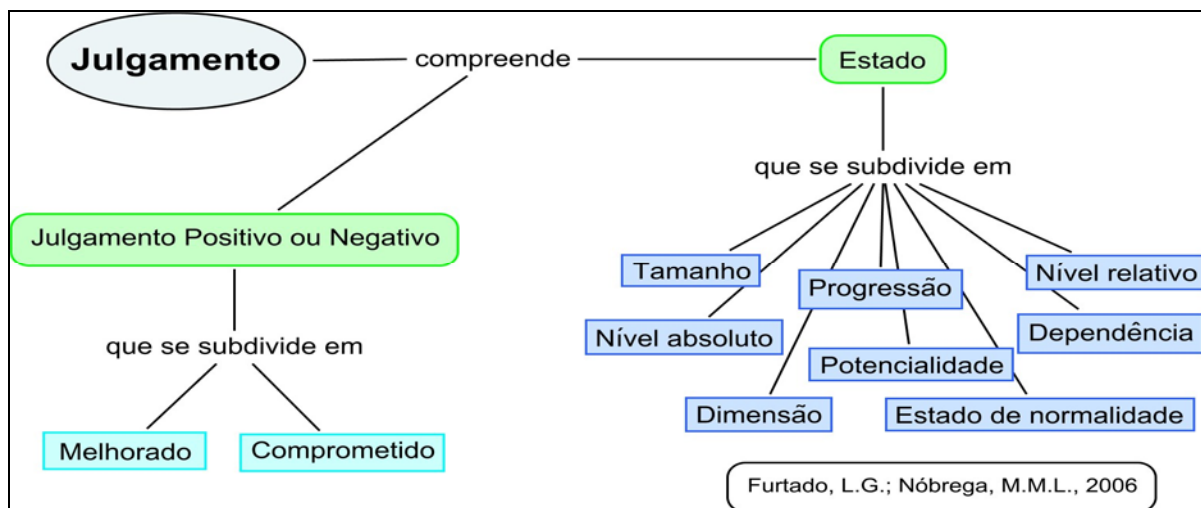 Julgamento
compreende
Estado
que se subdivide em
Julgamento Positivo ou Negativo
Tamanho
Progressão
Nível relativo
Nível absoluto
Dependência
que se subdivide em
Potencialidade
Dimensão
Estado de normalidade
Melhorado
Comprometido
Furtado, L.G.; Nóbrega, M.M.L., 2006